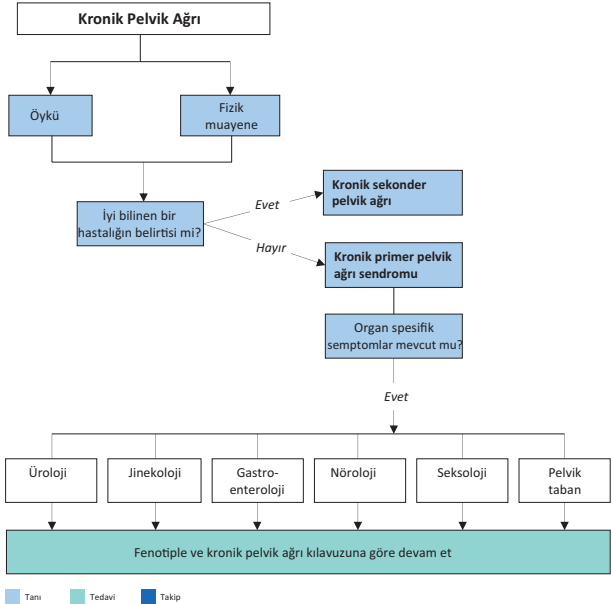 Kronik Pelvik Ağrı
Öykü
Fizik
muayene
İyi bilinen bir
hastalığın belirtisi mi?
Evet
Hayır
Kronik sekonder
pelvik ağrı
Kronik primer pelvik
ağrı sendromu
Organ spesifik
semptomlar mevcut mu?
Evet
Üroloji
Jinekoloji
Gastro-
enteroloji
Nöroloji
Seksoloji
Pelvik
taban
Fenotiple ve kronik pelvik ağrı kılavuzuna göre devam et
Tanı
Tedavi
Takip